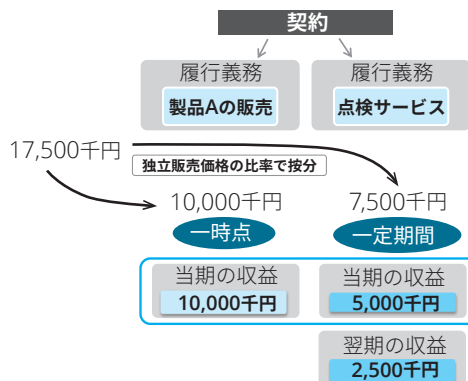 契約
履行義務
製品Aの販売
履行義務
点検サービス
17,500千円
独立販売価格の比率で按分
10,000千円
7,500千円
一時点
一定期間
当期の収益
10,000千円
当期の収益
5,000千円
翌期の収益
2,500千円